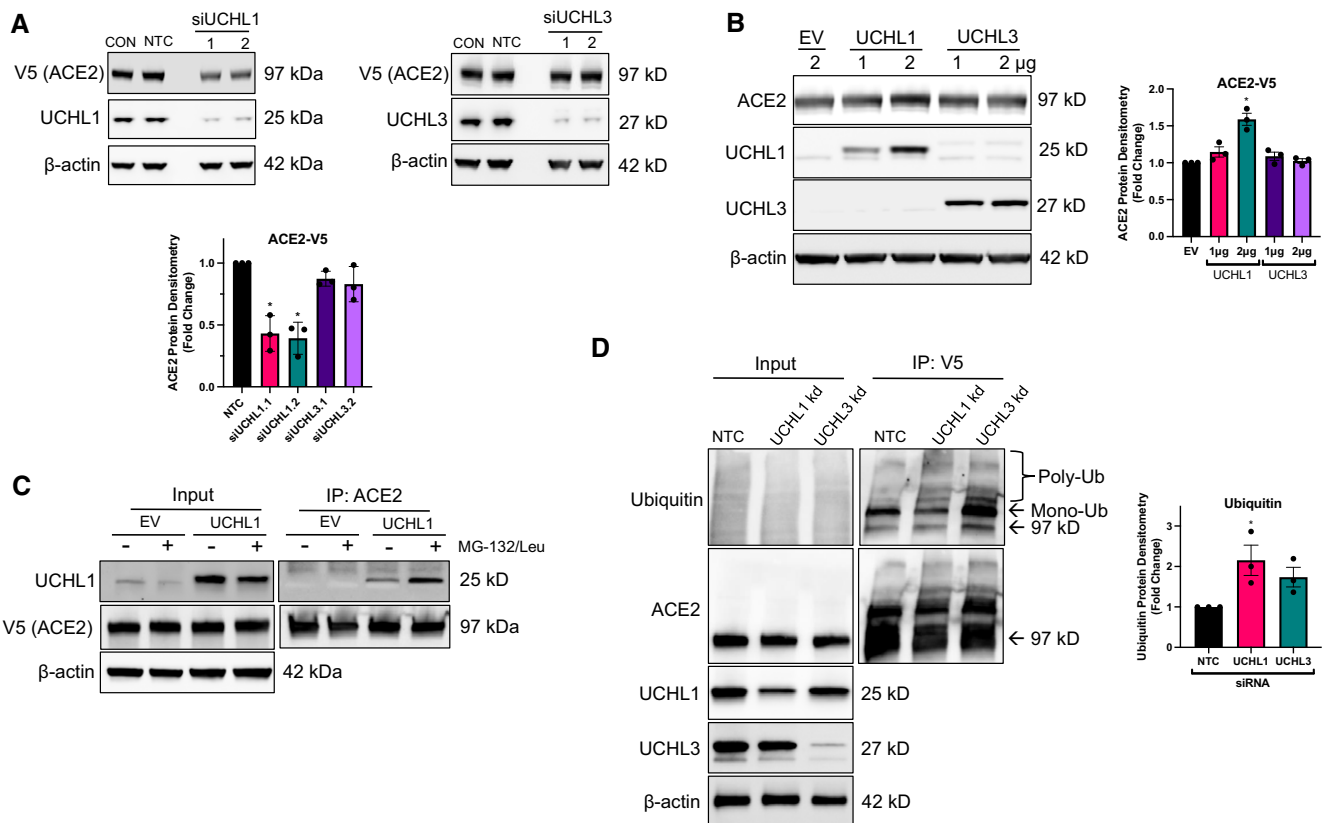 A
siUCHL1
CON NTC 1 2
V5 (ACE2) 97 kDa
UCHL1 25 kDa
β-actin 42 kDa
siUCHL3
CON NTC 1 2
V5 (ACE2) 97 kD
UCHL3 27 kD
β-actin 42 kD
ACE2-V5
ACE2 Protein Densitometry
(Fold Change)
1.0
0.5
0.0
* *
NTC siUCHL1.1 siUCHL1.2 siUCHL3.1 siUCHL3.2
B
EV UCHL1 UCHL3
2 1 2 1 2 µg
ACE2 97 kD
UCHL1 25 kD
UCHL3 27 kD
β-actin 42 kD
ACE2-V5
ACE2 Protein Densitometry
(Fold Change)
2.0
1.5
1.0
0.5
0.0
*
EV 1µg 2µg 1µg 2µg
UCHL1 UCHL3
C
Input IP: ACE2
EV UCHL1 EV UCHL1
- + - + - + - + MG-132/Leu
UCHL1 25 kD
V5 (ACE2) 97 kDa
β-actin 42 kDa
D
Input IP: V5
NTC UCHL1 kd UCHL3 kd NTC UCHL1 kd UCHL3 kd
Ubiquitin Poly-Ub
← Mono-Ub
← 97 kD
ACE2 ← 97 kD
UCHL1 25 kD
UCHL3 27 kD
β-actin 42 kD
Ubiquitin
Ubiquitin Protein Densitometry
(Fold Change)
3
2
1
0
*
NTC UCHL1 UCHL3
siRNA